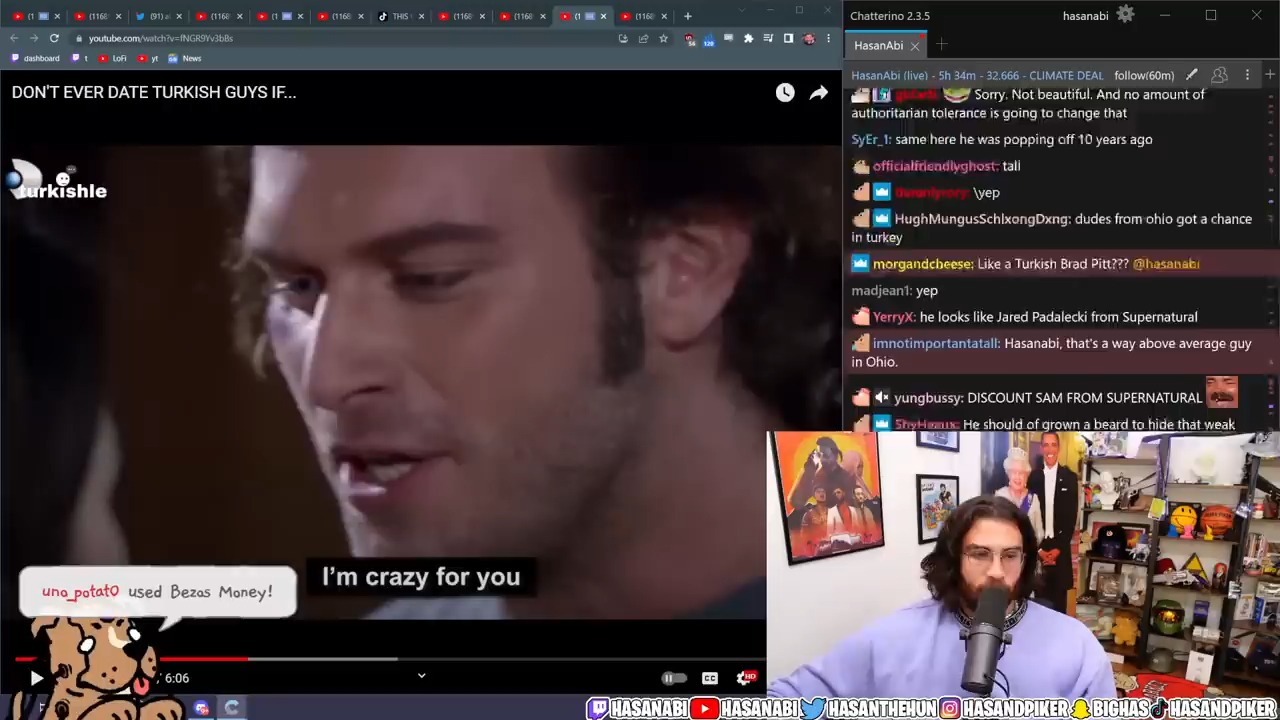 youtube.com/watch?v=fNGR9Yv3bBs
dashboard
t
LoFi
yt
News
DON'T EVER DATE TURKISH GUYS IF...
turkishle
I'm crazy for you
una_potato used Bezos Money!
6:06
CC
HD
Chatterino 2.3.5
hasanabi
HasanAbi
HasanAbi (live) - 5h 34m - 32.666 - CLIMATE DEAL
follow(60m)
Sorry. Not beautiful. And no amount of
authoritarian tolerance is going to change that
SyEr_1: same here he was popping off 10 years ago
officialfriendlyghost: tall
\yep
HughMungusSchlxongDxng: dudes from ohio got a chance
in turkey
morgandcheese: Like a Turkish Brad Pitt??? @hasanabi
madjean1: yep
YerryX: he looks like Jared Padalecki from Supernatural
imnotimportantatall: Hasanabi, that's a way above average guy
in Ohio.
yungbussy: DISCOUNT SAM FROM SUPERNATURAL
ShyHeaux: He should of grown a beard to hide that weak
HASANABI HASANABI HASANTHEHUN HASANDPIKER BIGHAS HASANDPIKER